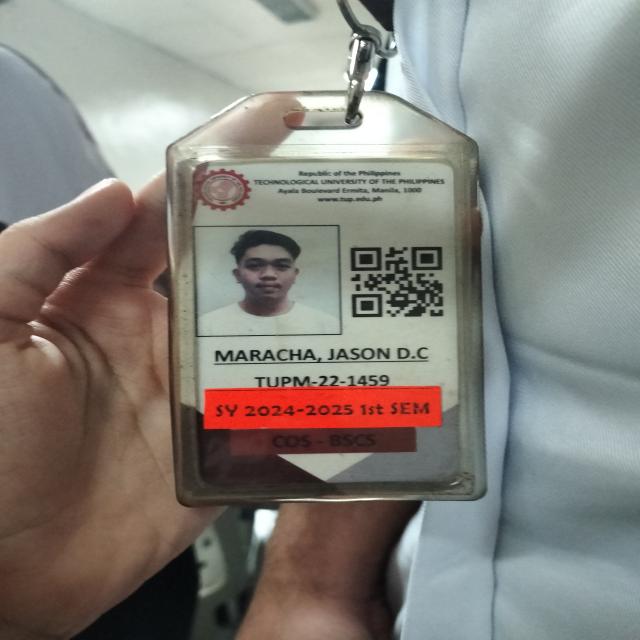 Republic of the Philippines
TECHNOLOGICAL UNIVERSITY OF THE PHILIPPINES
Ayala Boulevard Ermita, Manila, 1000
www.tup.edu.ph
MARACHA, JASON D.C
TUPM-22-1459
SY 2024-2025 1st SEM
COS - BSCS